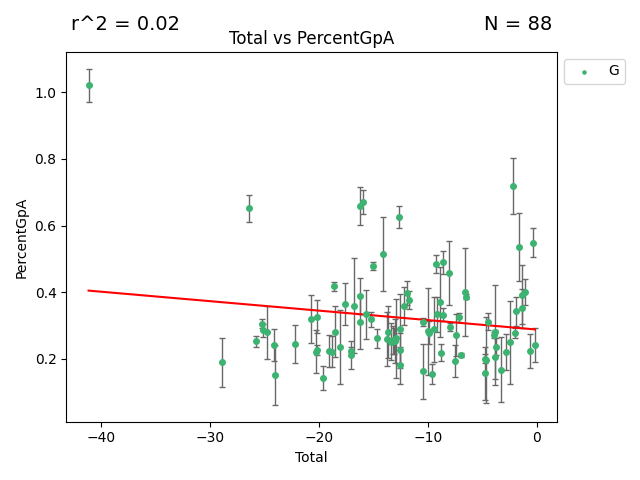 r^2 = 0.02
N = 88
Total vs PercentGpA
G
1.0
0.8
0.6
0.4
0.2
PercentGpA
−40
−30
−20
−10
0
Total